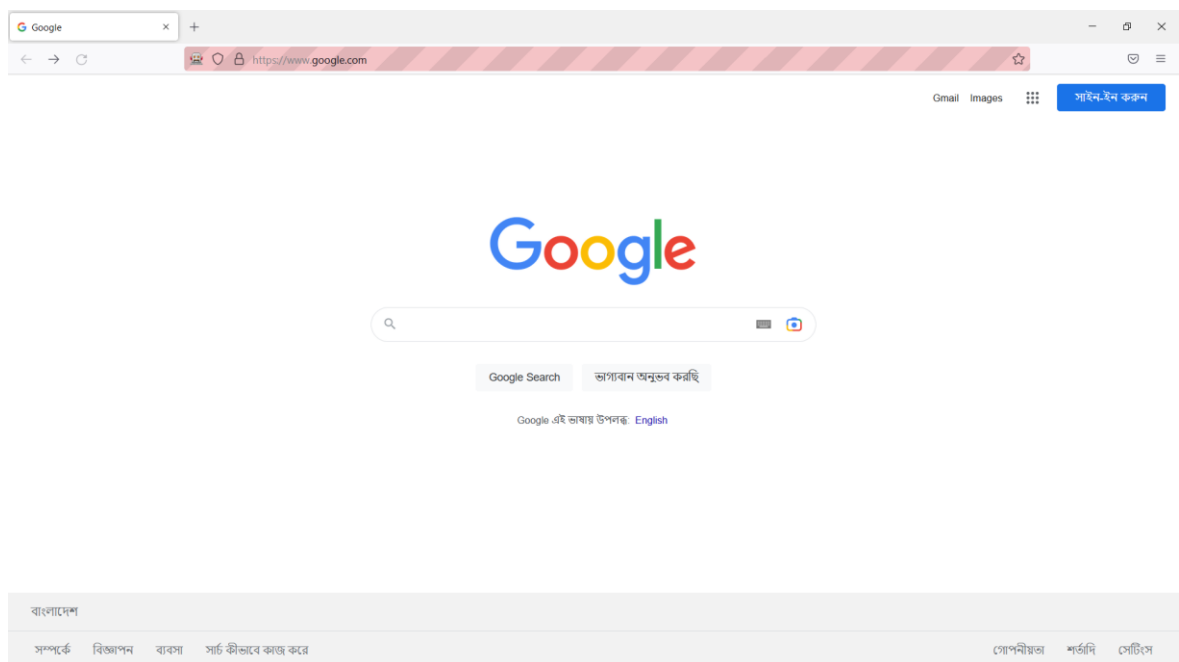 Google
https://www.google.com
Gmail Images সাইন-ইন করুন
Google
Google Search ভাগ্যবান অনুভব করছি
Google এই ভাষায় উপলব্ধ: English
বাংলাদেশ
সম্পর্কে বিজ্ঞাপন ব্যবসা সার্চ কীভাবে কাজ করে গোপনীয়তা শর্তাদি সেটিংস